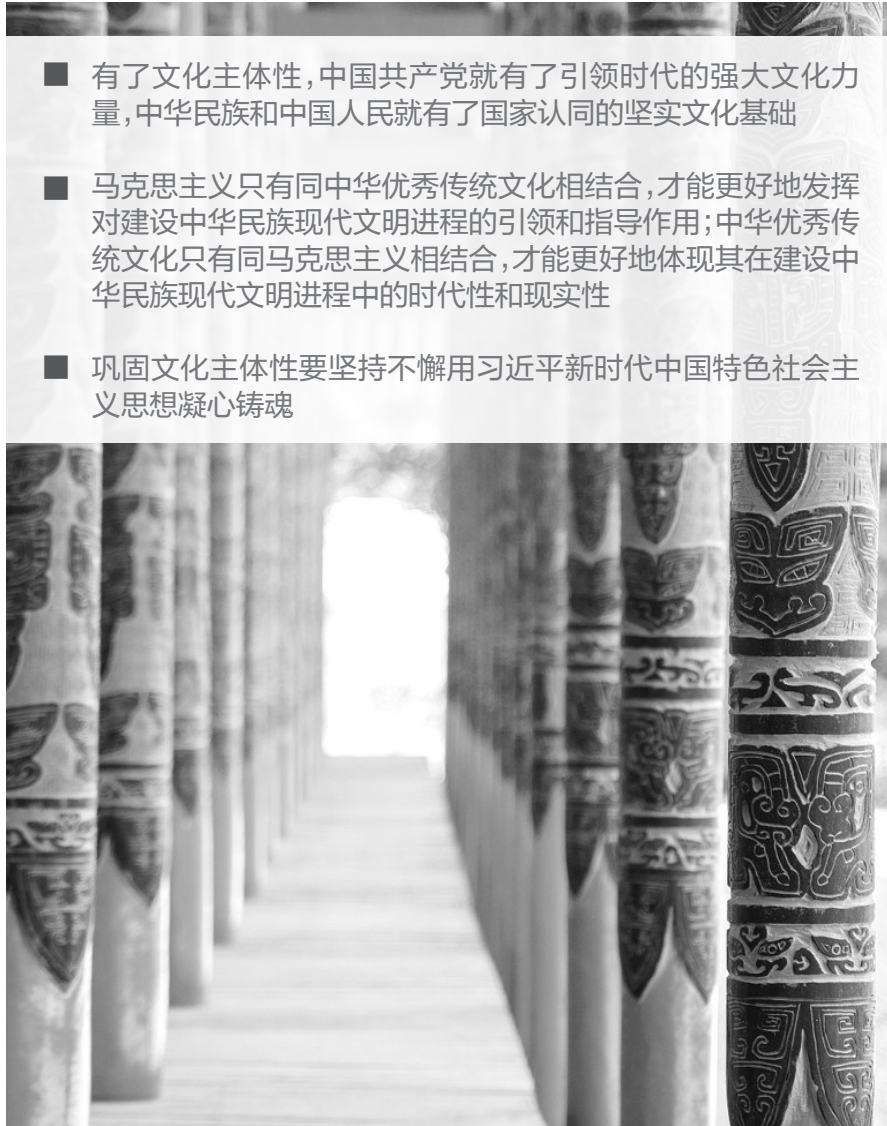 ■ 有了文化主体性，中国共产党就有了引领时代的强大文化力
量，中华民族和中国人民就有了国家认同的坚实文化基础
■ 马克思主义只有同中华优秀传统文化相结合，才能更好地发挥
对建设中华民族现代文明进程的引领和指导作用；中华优秀传
统文化只有同马克思主义相结合，才能更好地体现其在建设中
华民族现代文明进程中的时代性和现实性
■ 巩固文化主体性要坚持不懈用习近平新时代中国特色社会主
义思想凝心铸魂